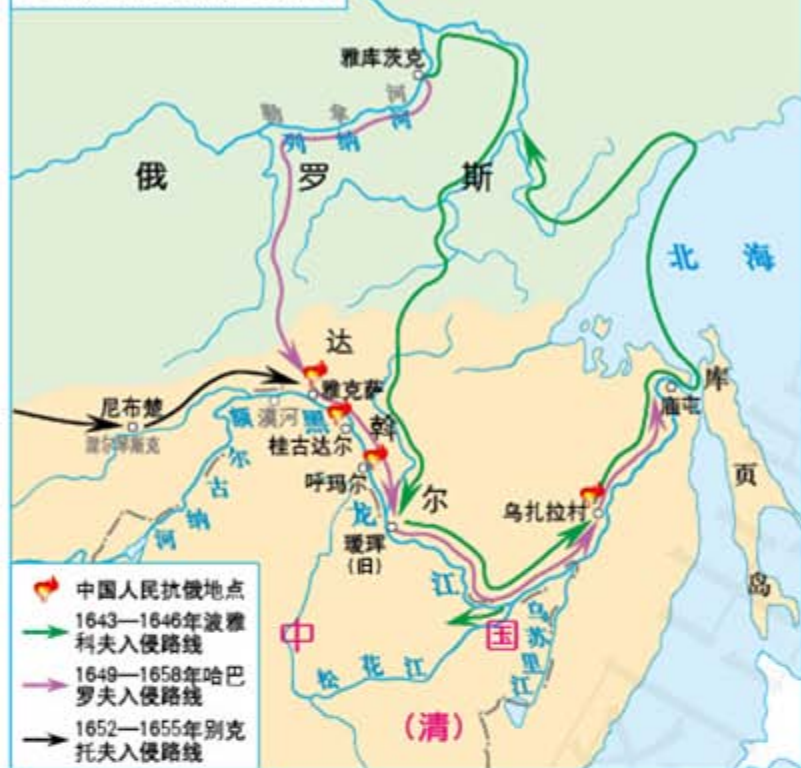 雅库茨克
勒拿河
列纳河
俄罗斯
北海
达斡尔
雅克萨
尼布楚
漠河
额尔古纳河
黑龙江
桂古达尔
呼玛尔
瑷珲
(旧)
乌扎拉村
庙屯
库页岛
乌苏里江
松花江
中国
(清)
中国人民抗俄地点
1643—1646年波雅
科夫入侵路线
1649—1658年哈巴
罗夫入侵路线
1652—1655年别克
托夫入侵路线